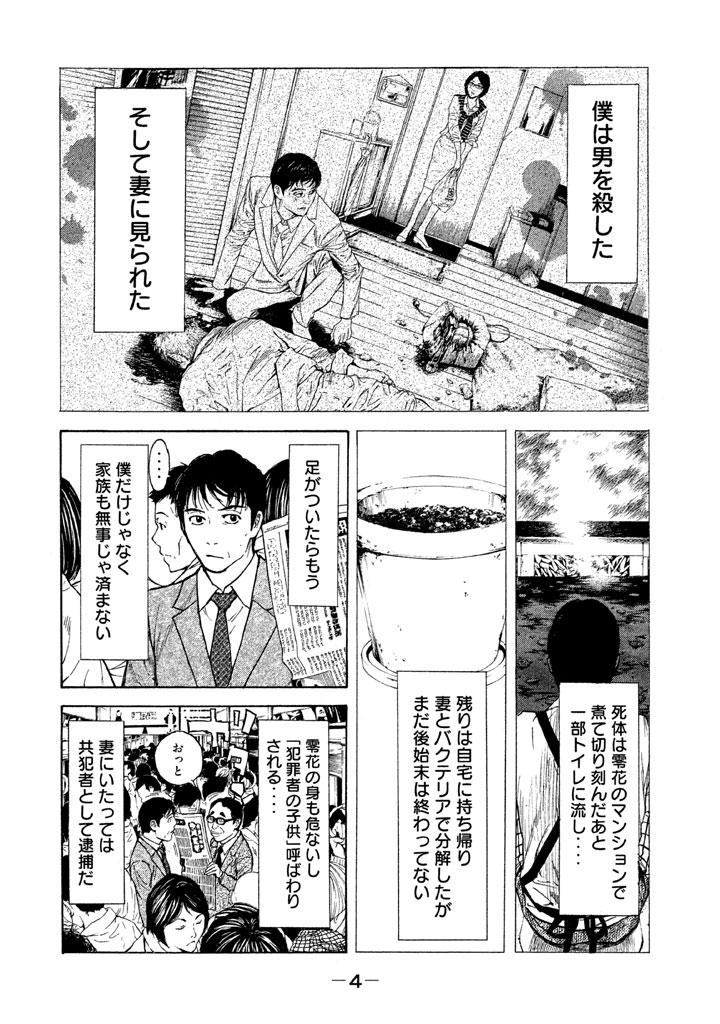 僕は男を殺した
そして妻に見られた
死体は零花のマンションで
煮て切り刻んだあと
一部トイレに流し‥‥
残りは自宅に持ち帰り
妻とバクテリアで分解したが
まだ後始末は終わってない
足がついたらもう
‥‥
僕だけじゃなく
家族も無事じゃ済まない
零花の身も危ないし
「犯罪者の子供」呼ばわり
される‥‥
おっと
妻にいたっては
共犯者として逮捕だ
—4—